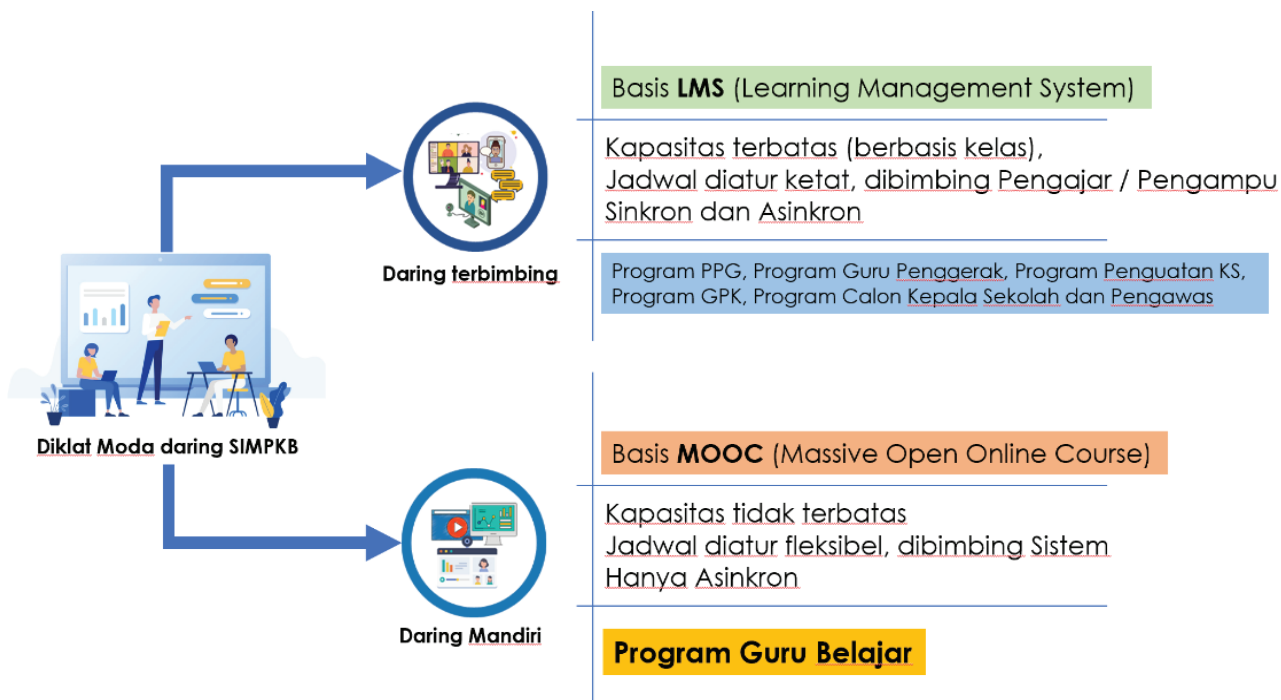 Diklat Moda daring SIMPKB
Daring terbimbing
Basis LMS (Learning Management System)
Kapasitas terbatas (berbasis kelas),
Jadwal diatur ketat, dibimbing Pengajar / Pengampu
Sinkron dan Asinkron
Program PPG, Program Guru Penggerak, Program Penguatan KS,
Program GPK, Program Calon Kepala Sekolah dan Pengawas
Daring Mandiri
Basis MOOC (Massive Open Online Course)
Kapasitas tidak terbatas
Jadwal diatur fleksibel, dibimbing Sistem
Hanya Asinkron
Program Guru Belajar